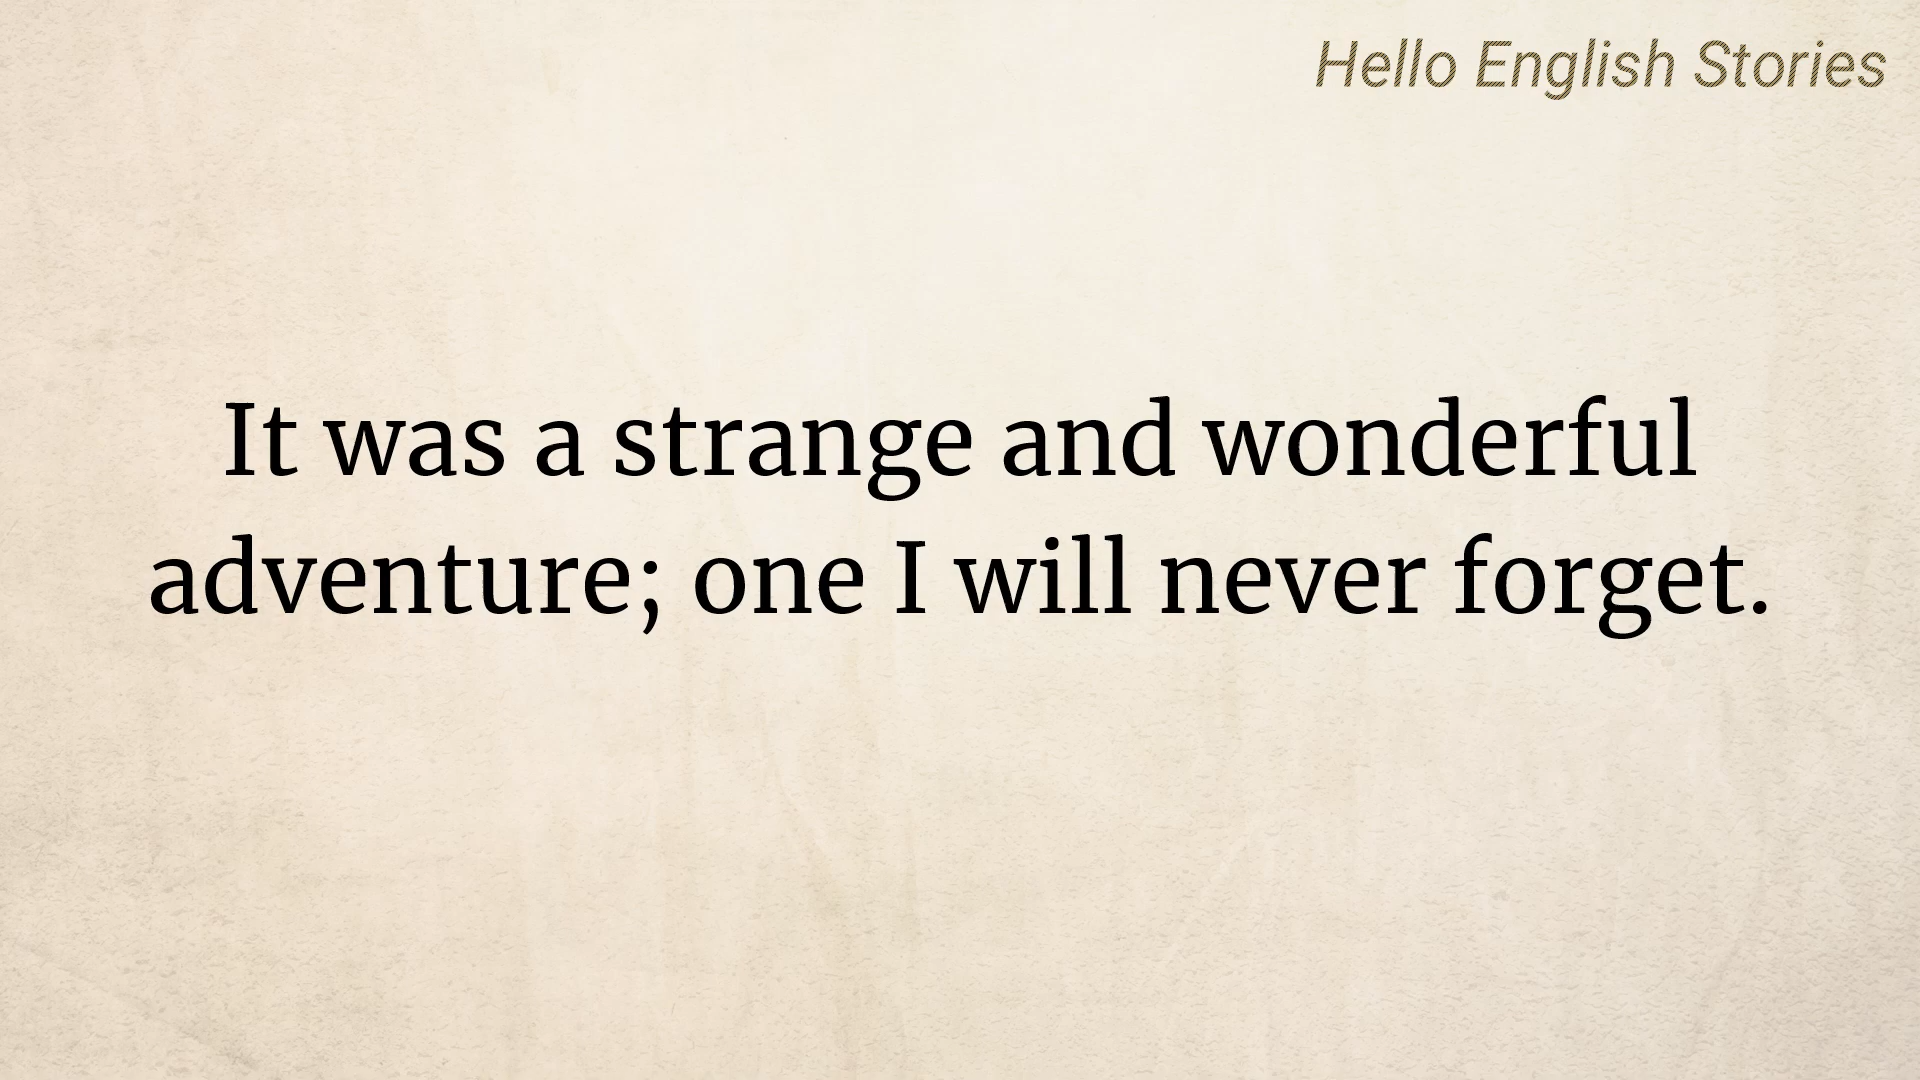 Hello English Stories
It was a strange and wonderful
adventure; one I will never forget.